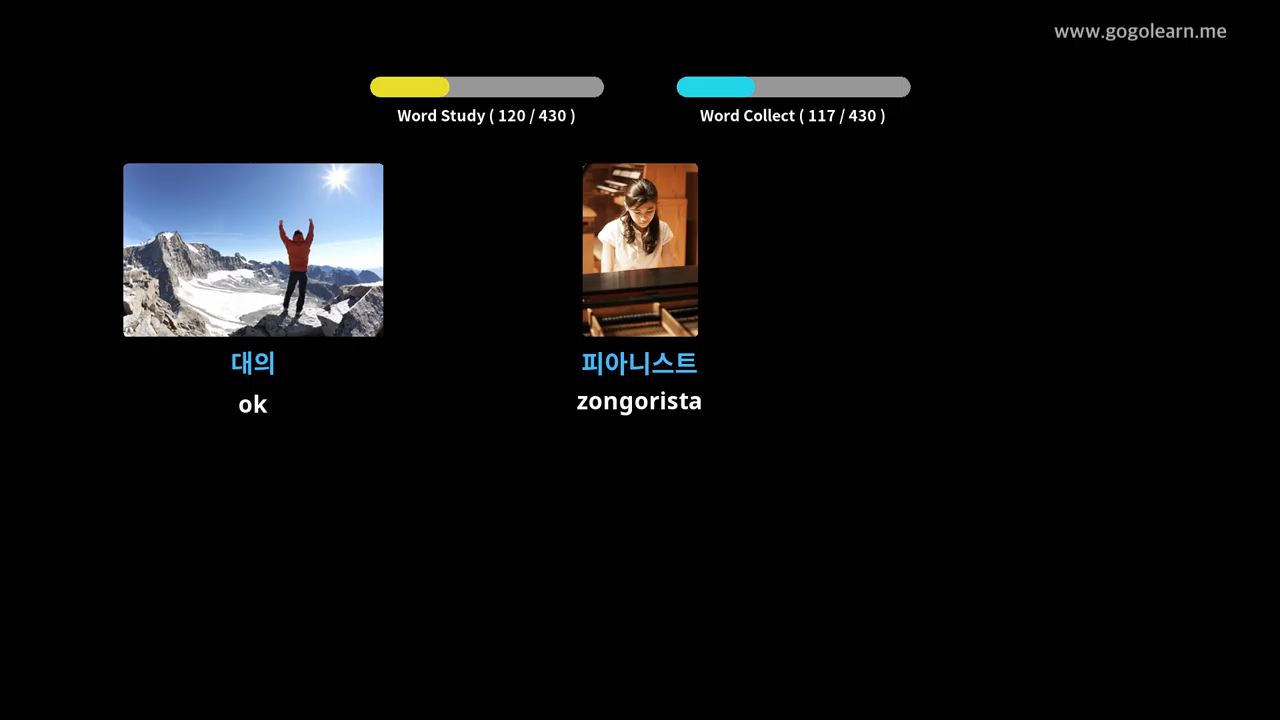 www.gogolearn.me
Word Study ( 120 / 430 )
Word Collect ( 117 / 430 )
대의
ok
피아니스트
zongorista